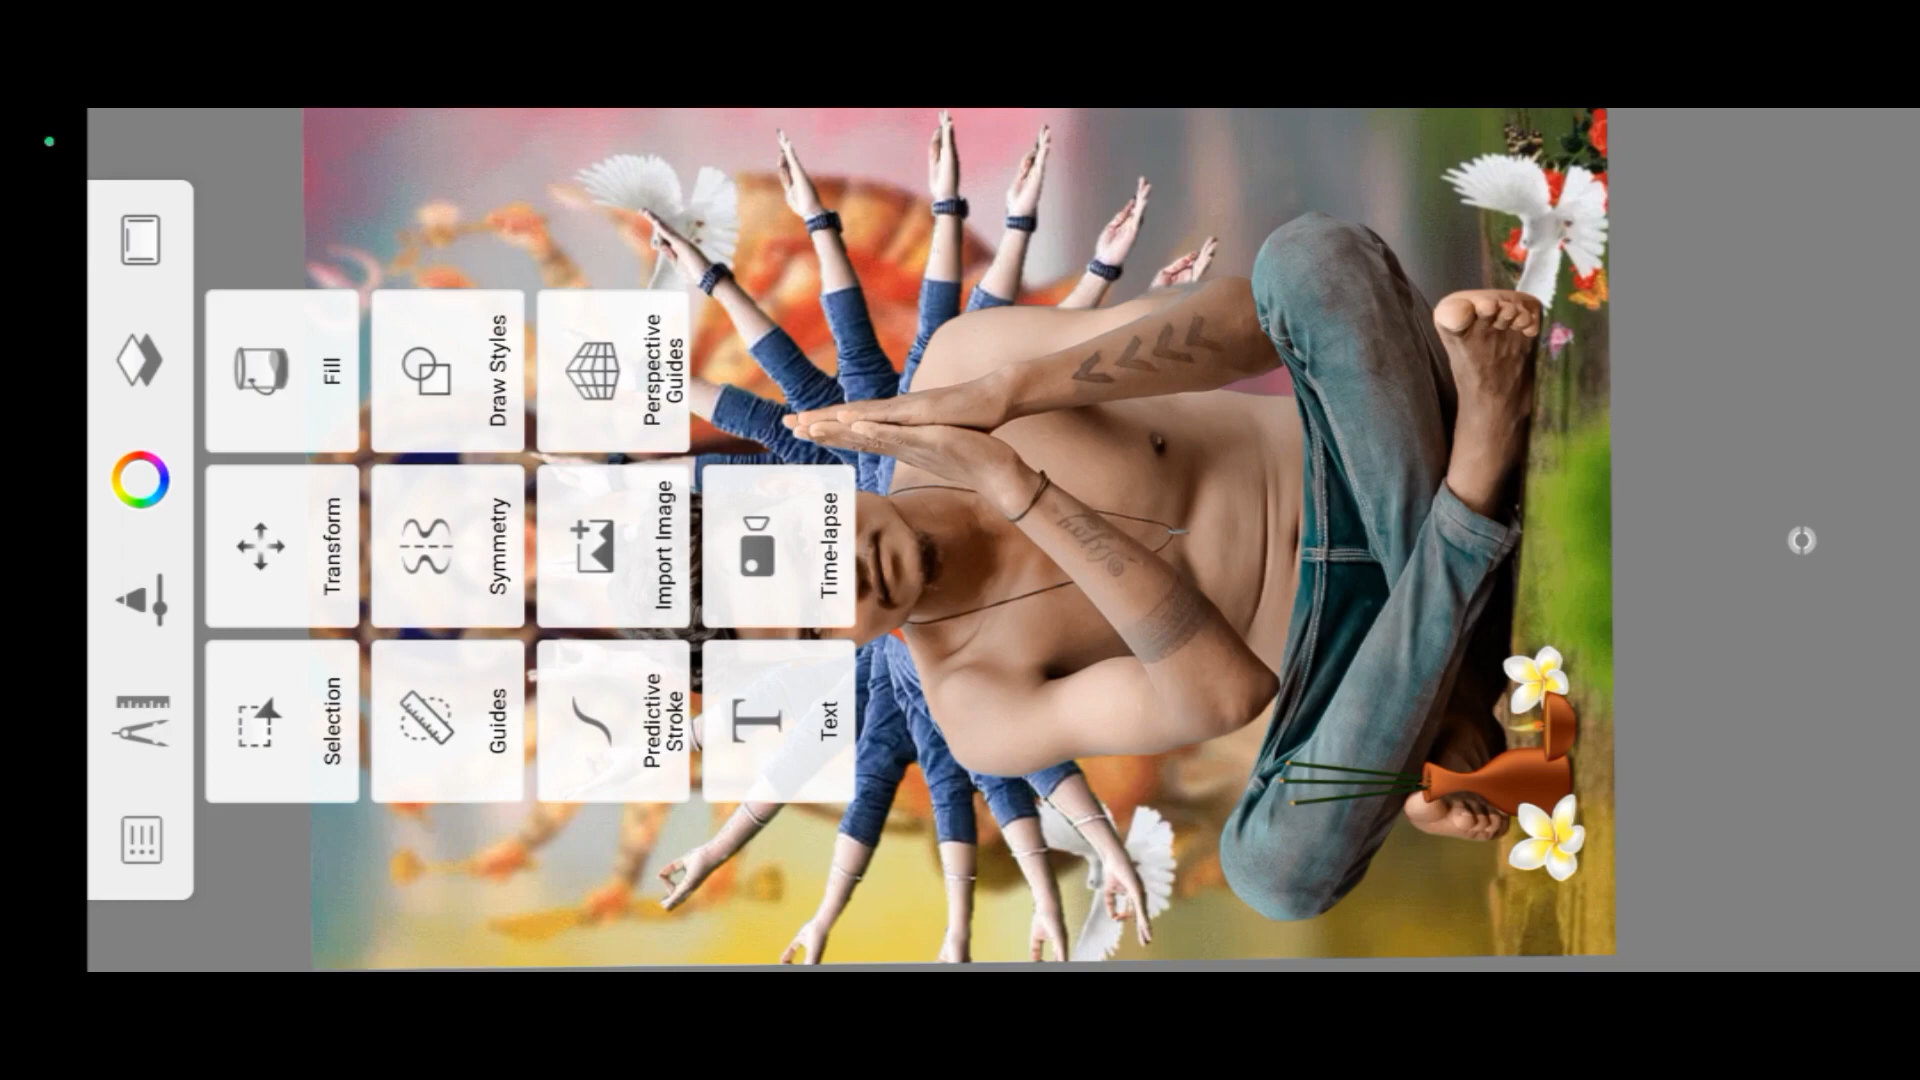 Selection
Transform
Fill
Guides
Symmetry
Draw Styles
Predictive
Stroke
Import Image
Perspective
Guides
Text
Time-lapse